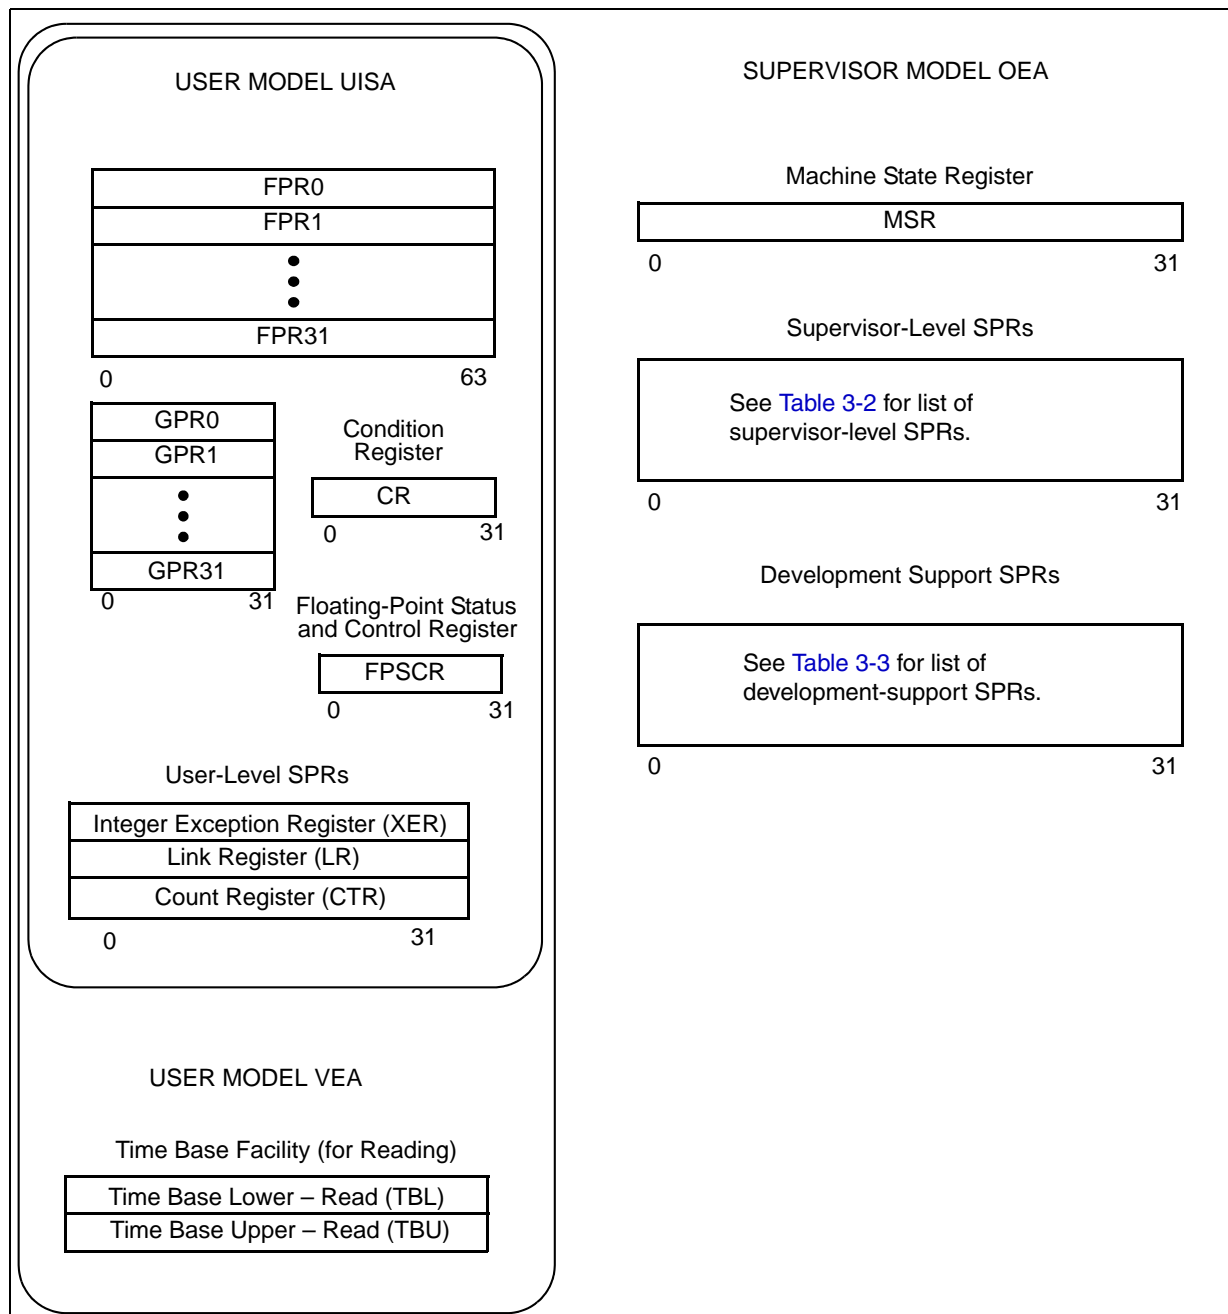 USER MODEL UISA
FPR0
FPR1
FPR31
0 63
GPR0
GPR1
GPR31
0 31
Condition
Register
CR
0 31
Floating-Point Status
and Control Register
FPSCR
0 31
User-Level SPRs
Integer Exception Register (XER)
Link Register (LR)
Count Register (CTR)
0 31
USER MODEL VEA
Time Base Facility (for Reading)
Time Base Lower – Read (TBL)
Time Base Upper – Read (TBU)
SUPERVISOR MODEL OEA
Machine State Register
MSR
0 31
Supervisor-Level SPRs
See Table 3-2 for list of
supervisor-level SPRs.
0 31
Development Support SPRs
See Table 3-3 for list of
development-support SPRs.
0 31